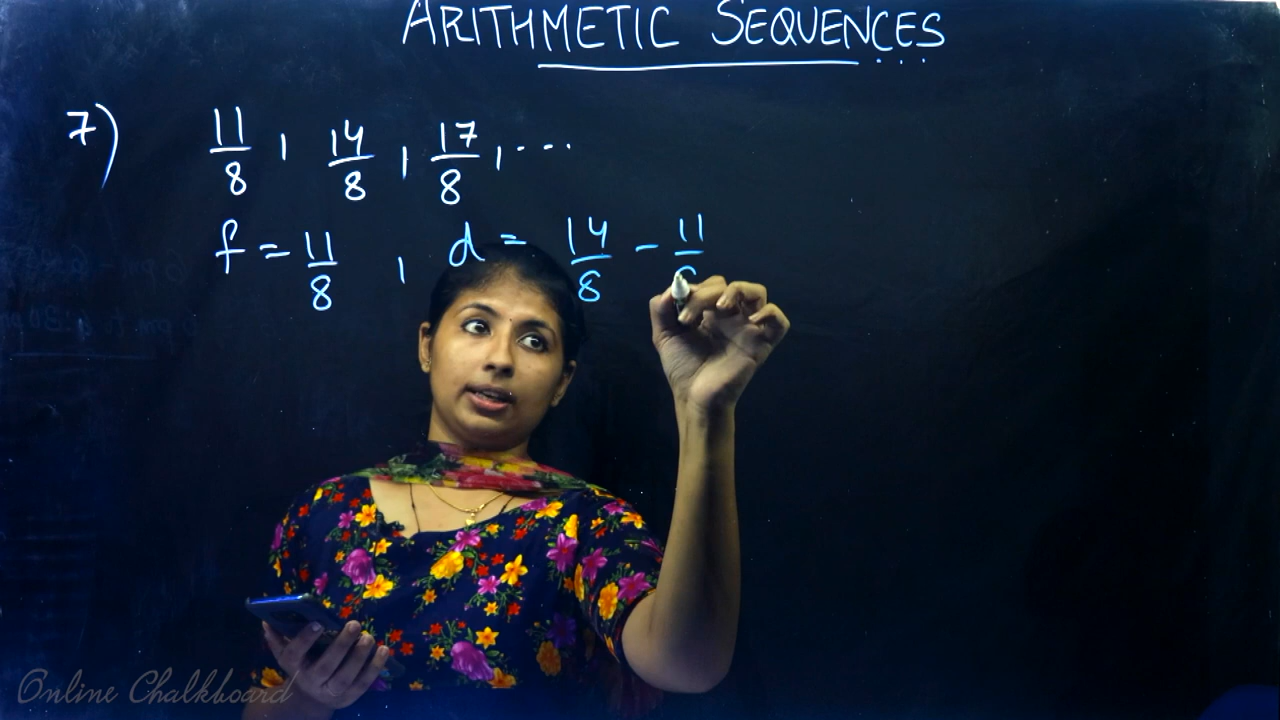 ARITHMETIC SEQUENCES...
7) 11/8 , 14/8 , 17/8 , ...
f = 11/8 , d = 14/8 - 11/8
Online Chalkboard